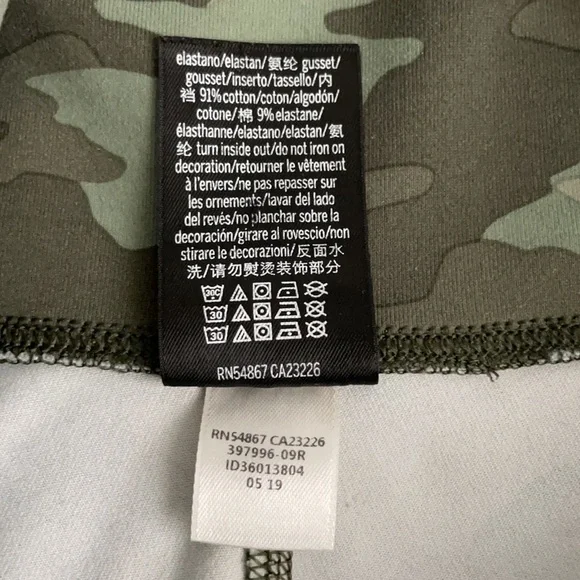 elastano/elastan/氨纶 gusset/
gousset/inserto/tassello/内
裆 91% cotton/coton/algodón/
cotone/棉 9% elastane/
élasthanne/elastano/elastan/氨
纶 turn inside out/do not iron on
decoration/retourner le vêtement
à l'envers/ne pas repasser sur
les ornements/lavar del lado
del revés/no planchar sobre la
decoración/girare al rovescio/non
stirare le decorazioni/反面水
洗/请勿熨烫装饰部分
30C
30
30
RN54867 CA23226
RN54867 CA23226
397996-09R
ID36013804
05 19